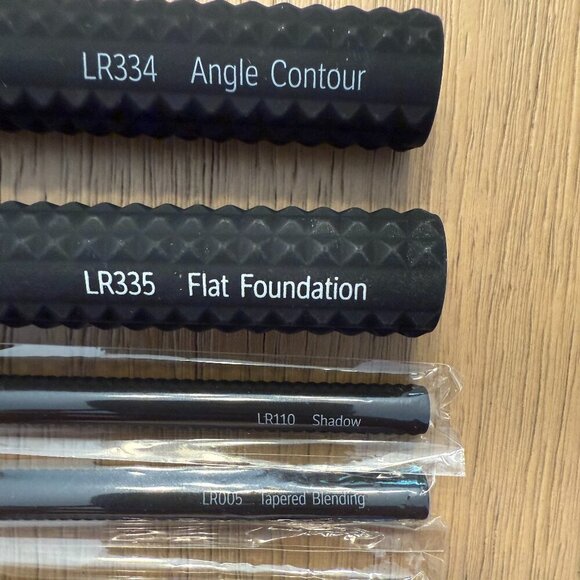 LR334 Angle Contour
LR335 Flat Foundation
LR110 Shadow
LR005 Tapered Blending